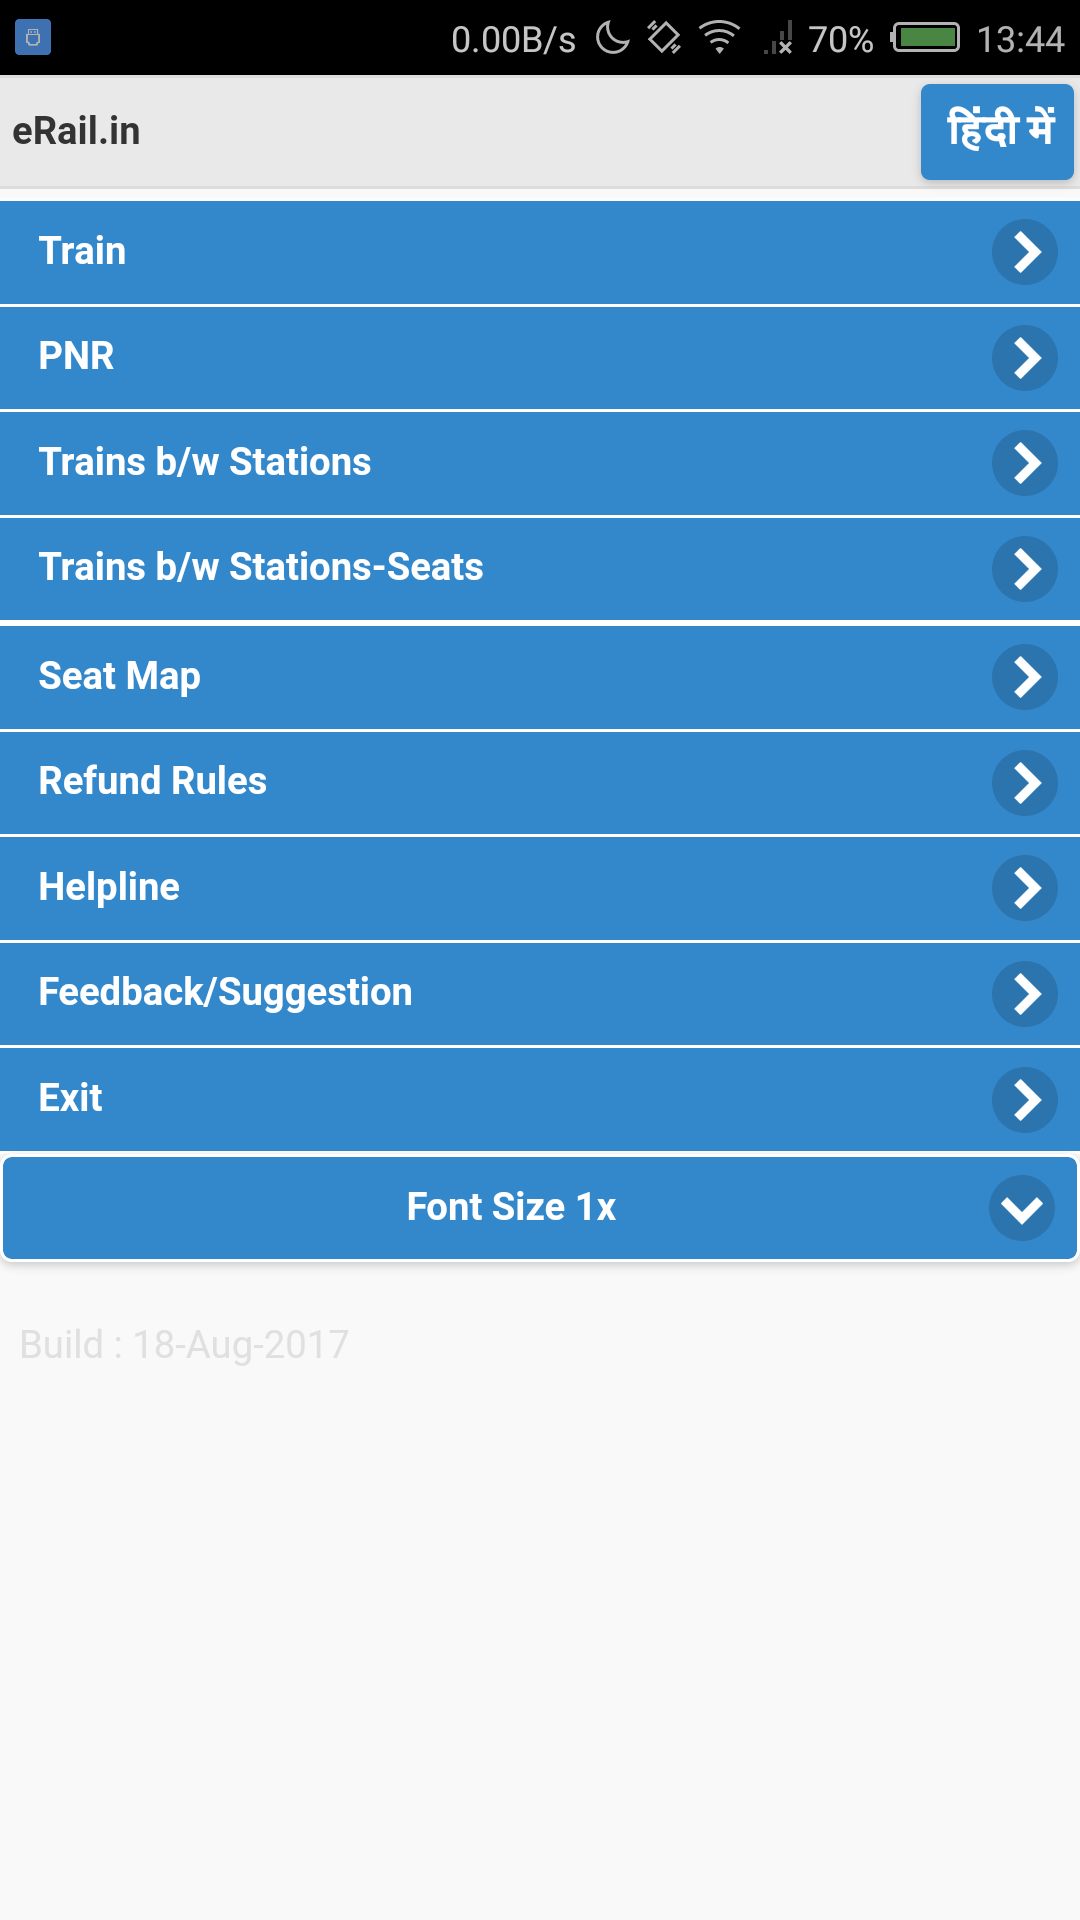 0.00B/s 70% 13:44
eRail.in हिंदी में
Train
PNR
Trains b/w Stations
Trains b/w Stations-Seats
Seat Map
Refund Rules
Helpline
Feedback/Suggestion
Exit
Font Size 1x
Build : 18-Aug-2017